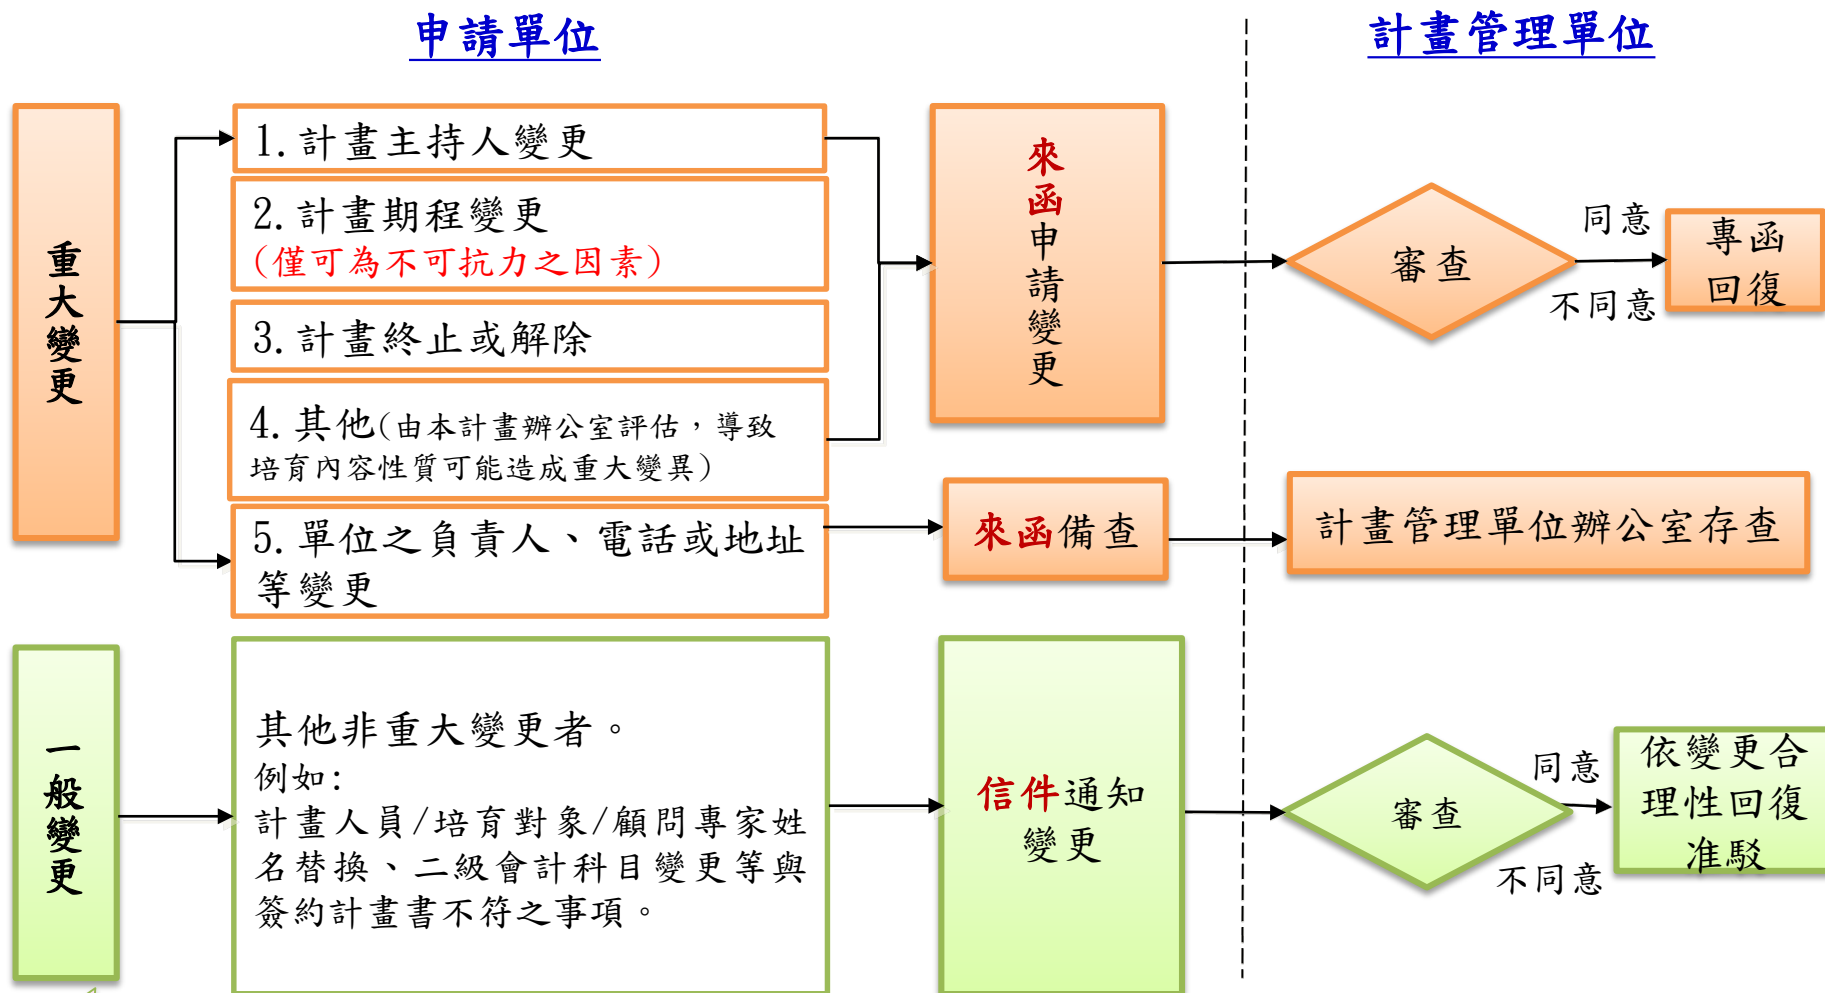 申請單位
計畫管理單位
重大變更
1.計畫主持人變更
2.計畫期程變更
(僅可為不可抗力之因素)
3.計畫終止或解除
4.其他(由本計畫辦公室評估，導致
培育內容性質可能造成重大變異)
5.單位之負責人、電話或地址
等變更
來函申請變更
審查
同意
不同意
專函
回復
來函備查
計畫管理單位辦公室存查
一般變更
其他非重大變更者。
例如:
計畫人員/培育對象/顧問專家姓
名替換、二級會計科目變更等與
簽約計畫書不符之事項。
信件通知
變更
審查
同意
不同意
依變更合
理性回復
准駁